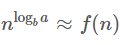 n^{\log_b a} ≈ f(n)